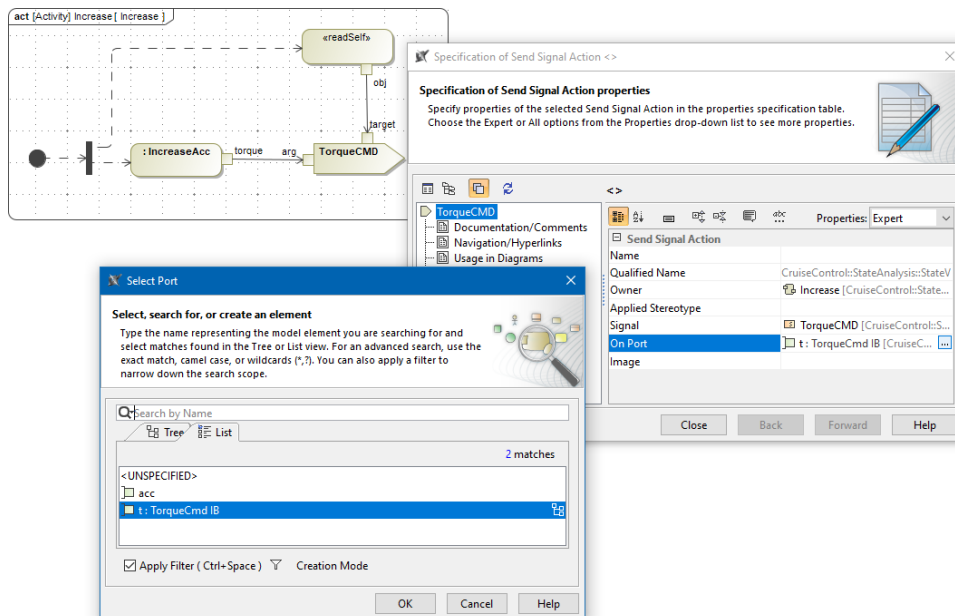 act [Activity] Increase [ Increase ]
«readSelf»
obj
target
: IncreaseAcc
torque
arg
TorqueCMD
Specification of Send Signal Action <>
Specification of Send Signal Action properties
Specify properties of the selected Send Signal Action in the properties specification table.
Choose the Expert or All options from the Properties drop-down list to see more properties.
<>
TorqueCMD
Documentation/Comments
Navigation/Hyperlinks
Usage in Diagrams
Properties: Expert
Send Signal Action
Name
Qualified Name CruiseControl::StateAnalysis::StateV
Owner Increase [CruiseControl::State...
Applied Stereotype
Signal TorqueCMD [CruiseControl::S...
On Port t : TorqueCmd IB [CruiseC... ...
Image
Close Back Forward Help
Select Port
Select, search for, or create an element
Type the name representing the model element you are searching for and
select matches found in the Tree or List view. For an advanced search, use the
exact match, camel case, or wildcards (*,?). You can also apply a filter to
narrow down the search scope.
Search by Name
Tree List
2 matches
<UNSPECIFIED>
acc
t : TorqueCmd IB
Apply Filter ( Ctrl+Space ) Creation Mode
OK Cancel Help